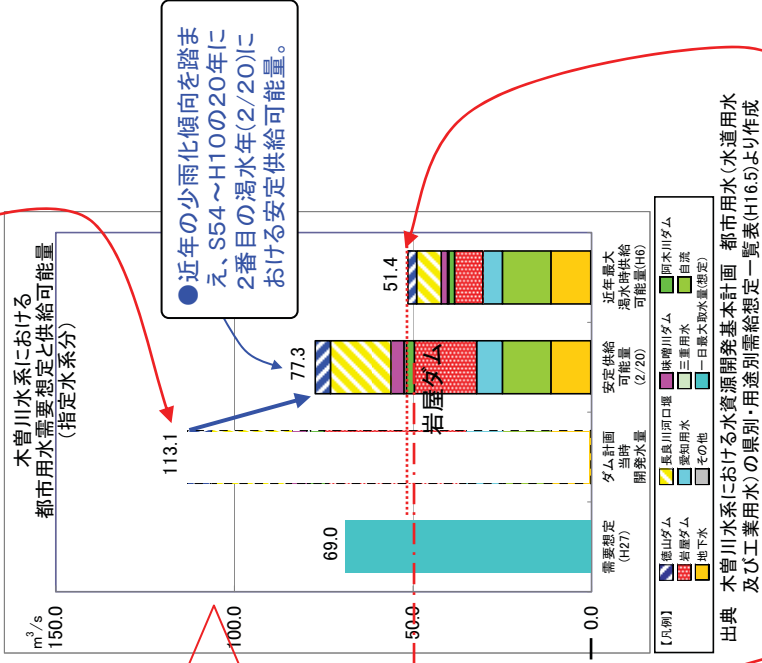 木曽川水系における
都市用水需要想定と供給可能量
(指定水系分)
m³/s
150.0
100.0
50.0
0.0
69.0
113.1
77.3
51.4
岩屋ダム
需要想定
(H27)
ダム計画
当時
開発水量
安定供給
可能量
(2/20)
近年最大
渇水時供給
可能量(H6)
●近年の少雨化傾向を踏ま
え、S54～H10の20年に
2番目の渇水年(2/20)に
おける安定供給可能量。
【凡例】
徳山ダム 長良川河口堰 味噌川ダム 阿木川ダム
岩屋ダム 愛知用水 三重用水 自流
地下水 その他 一日最大取水量(想定)
出典 木曽川水系における水資源開発基本計画 都市用水(水道用水
及び工業用水)の県別・用途別需給想定一覧表(H16.5)より作成